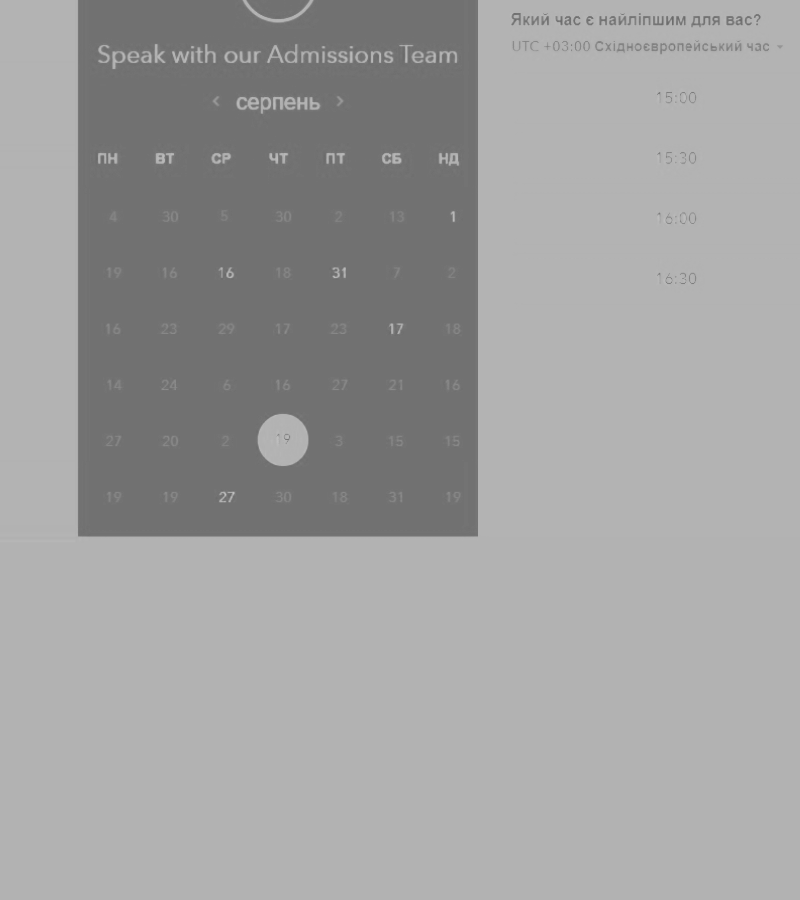 Speak with our Admissions Team
серпень
ПН ВТ СР ЧТ ПТ СБ НД
4 30 5 30 2 13 1
19 16 16 18 31 7 2
16 23 29 17 23 17 18
14 24 6 16 27 21 16
27 20 2 19 3 15 15
19 19 27 30 18 31 19
Який час є найліпшим для вас?
UTC +03:00 Східноєвропейський час
15:00
15:30
16:00
16:30